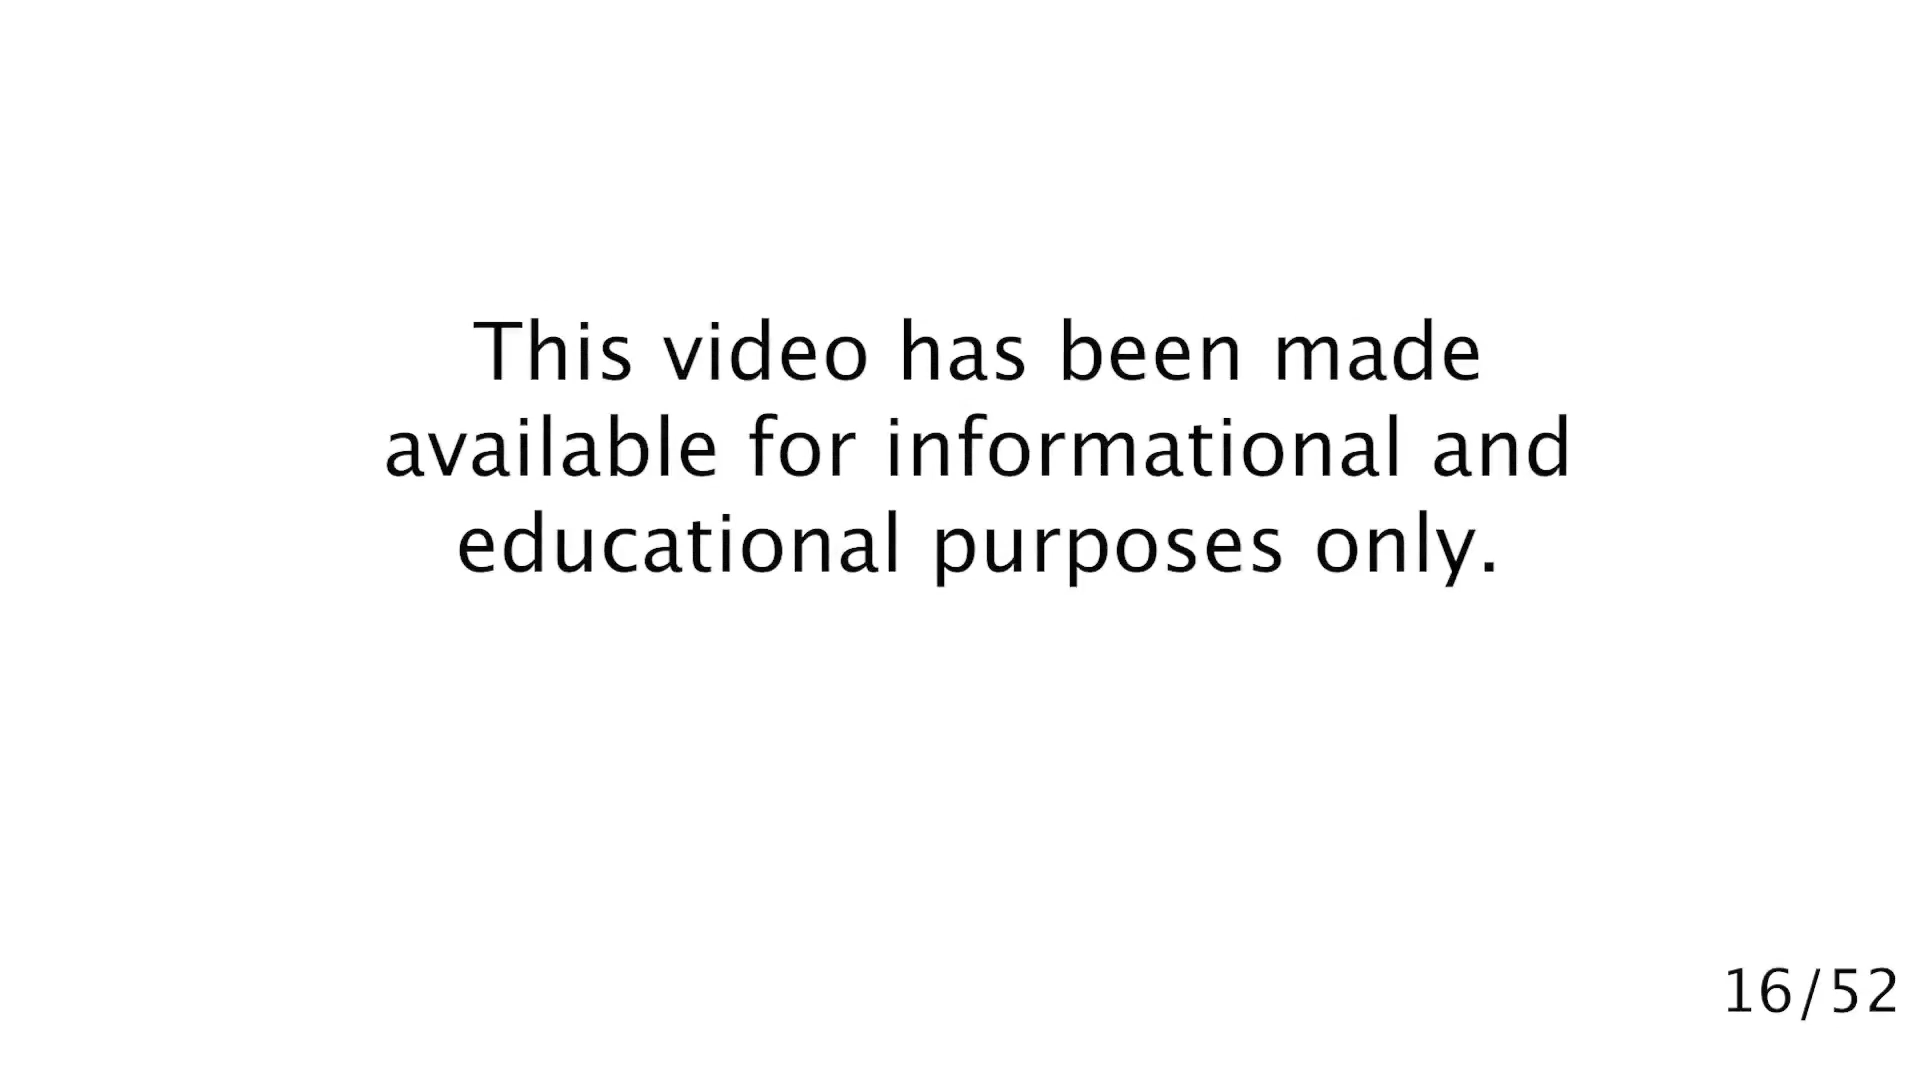 This video has been made
available for informational and
educational purposes only.
16/52